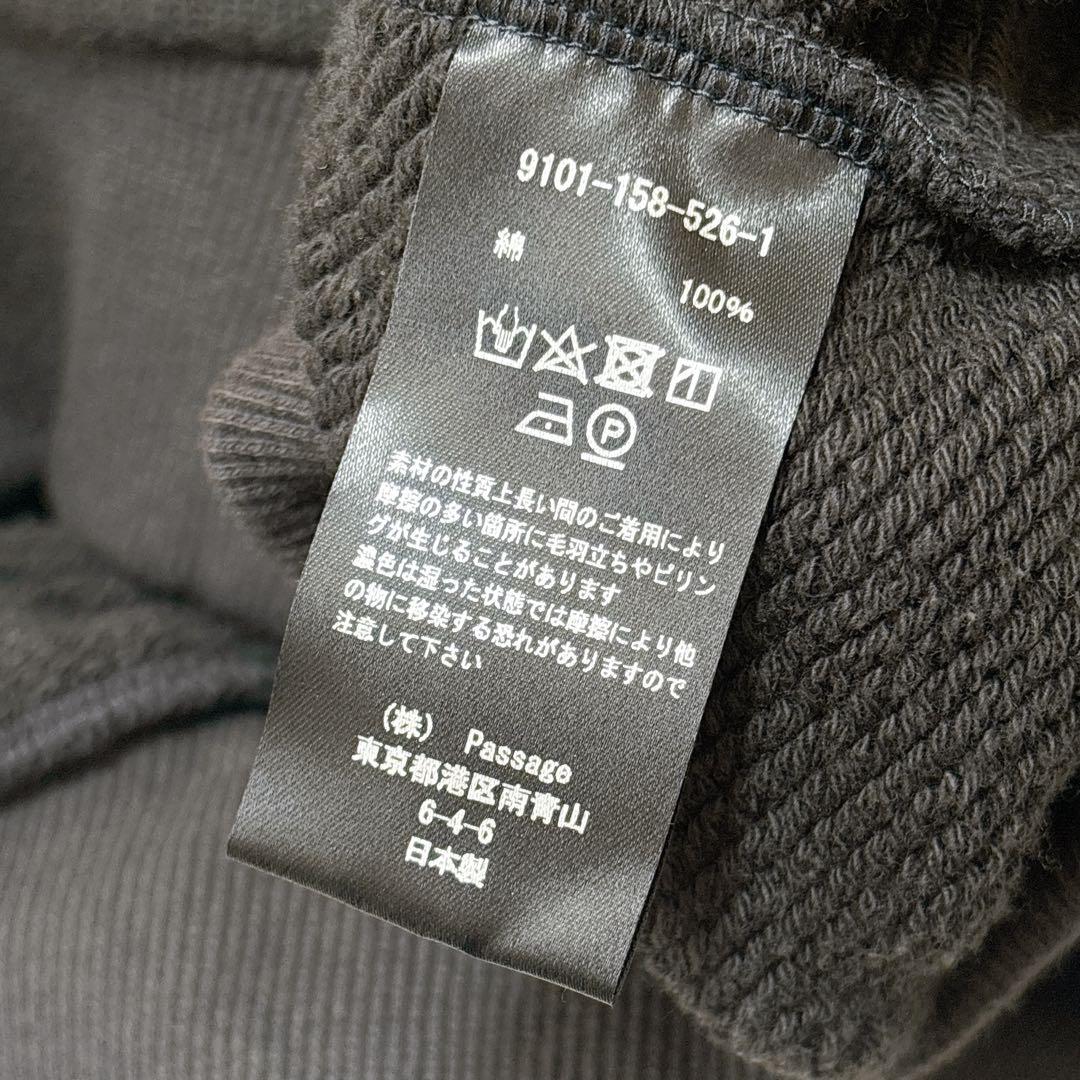 9101-158-526-1
綿 100%
P
素材の性質上長い間のご着用により
摩擦の多い箇所に毛羽立ちやピリン
グが生じることがあります
濃色は湿った状態では摩擦により他
の物に移染する恐れがありますので
注意して下さい
(株) Passage
東京都港区南青山
6-4-6
日本製